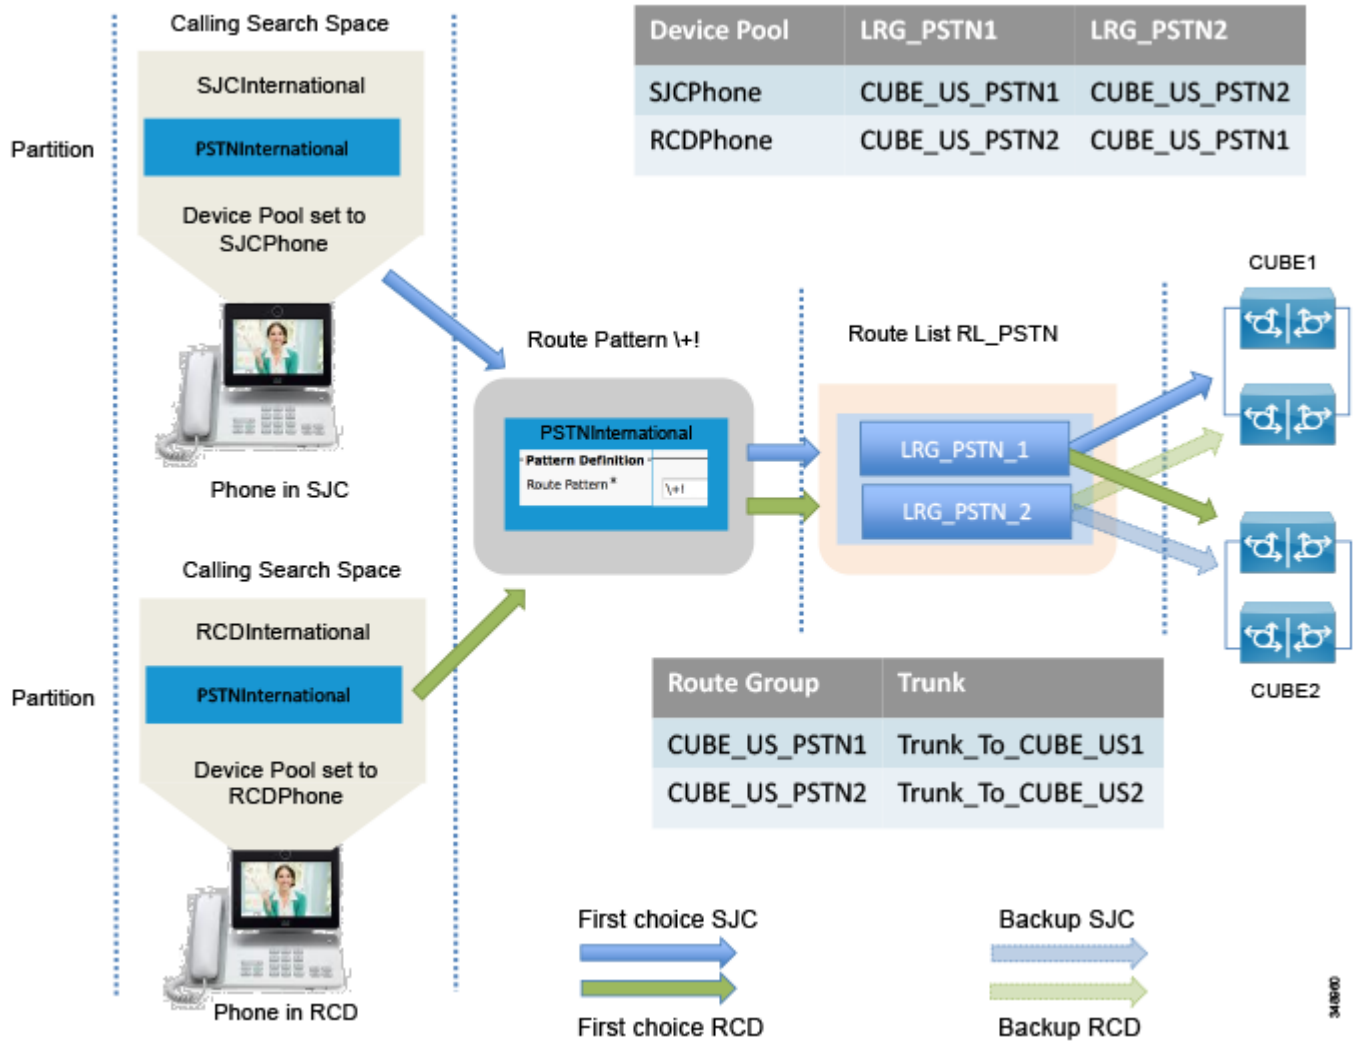 Calling Search Space
SJCInternational
Partition
PSTNInternational
Device Pool set to
SJCPhone
Phone in SJC
Calling Search Space
RCDInternational
Partition
PSTNInternational
Device Pool set to
RCDPhone
Phone in RCD
Device Pool LRG_PSTN1 LRG_PSTN2
SJCPhone CUBE_US_PSTN1 CUBE_US_PSTN2
RCDPhone CUBE_US_PSTN2 CUBE_US_PSTN1
Route Pattern \+!
PSTNInternational
Pattern Definition
Route Pattern* \+!
Route List RL_PSTN
LRG_PSTN_1
LRG_PSTN_2
CUBE1
CUBE2
Route Group Trunk
CUBE_US_PSTN1 Trunk_To_CUBE_US1
CUBE_US_PSTN2 Trunk_To_CUBE_US2
First choice SJC
First choice RCD
Backup SJC
Backup RCD
348960